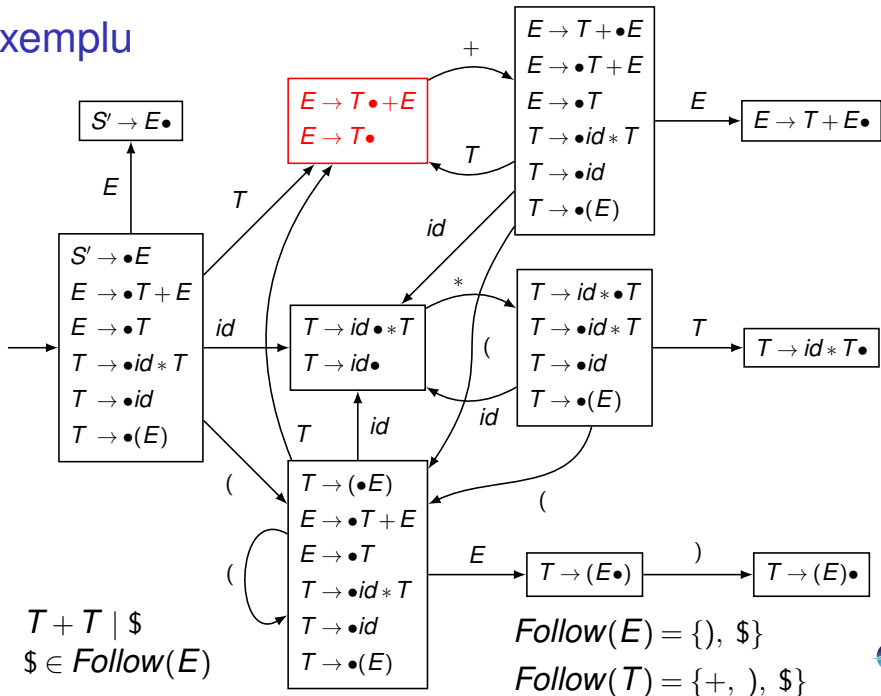 xemplu
S′ → E•
E → T• + E
E → T•
+
E → T + •E
E → •T + E
E → •T
T → •id ∗ T
T → •id
T → •(E)
E
E → T + E•
T
E
T
id
S′ → •E
E → •T + E
E → •T
T → •id ∗ T
T → •id
T → •(E)
id
T → id• ∗ T
T → id•
∗
T → id ∗ •T
T → •id ∗ T
T → •id
T → •(E)
T
T → id ∗ T•
(
id
id
T
(
(
(
T → (•E)
E → •T + E
E → •T
T → •id ∗ T
T → •id
T → •(E)
E
T → (E•)
)
T → (E)•
T + T | $
$ ∈ Follow(E)
Follow(E) = {), $}
Follow(T) = {+, ), $}